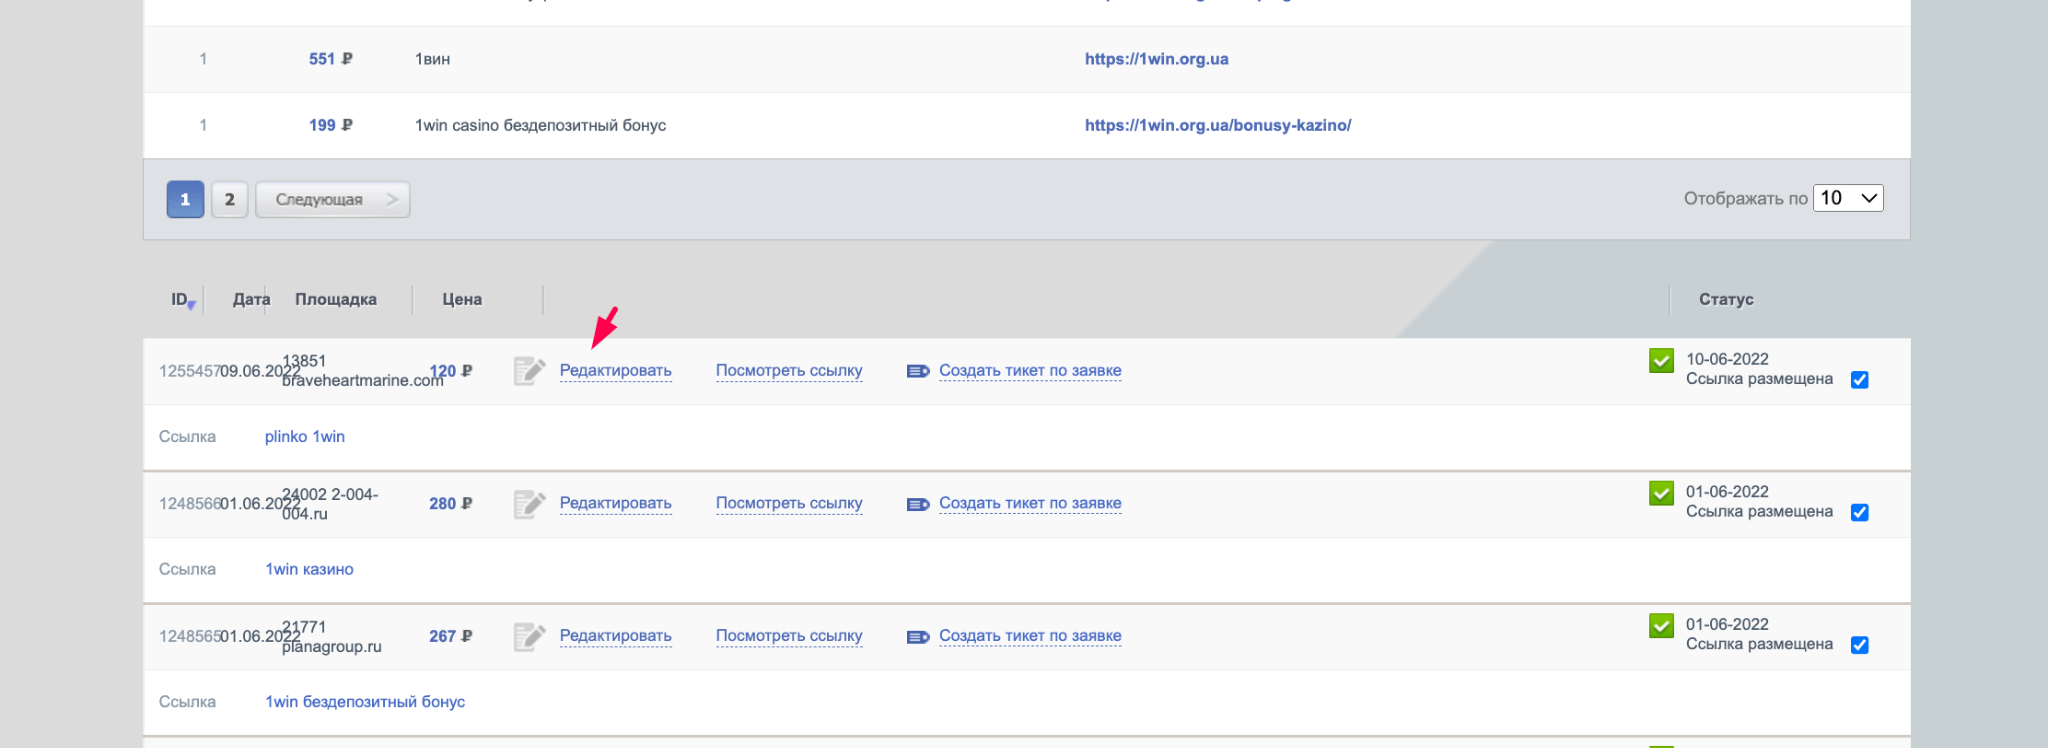 1 551 ₽ 1вин https://1win.org.ua
1 199 ₽ 1win casino бездепозитный бонус https://1win.org.ua/bonusy-kazino/
1 2 Следующая > Отображать по 10
ID Дата Площадка Цена Статус
1255457 09.06.2022 13851 braveheartmarine.com 120 ₽ Редактировать Посмотреть ссылку Создать тикет по заявке 10-06-2022 Ссылка размещена
Ссылка plinko 1win
1248566 01.06.2022 24002 2-004-004.ru 280 ₽ Редактировать Посмотреть ссылку Создать тикет по заявке 01-06-2022 Ссылка размещена
Ссылка 1win казино
1248565 01.06.2022 21771 planagroup.ru 267 ₽ Редактировать Посмотреть ссылку Создать тикет по заявке 01-06-2022 Ссылка размещена
Ссылка 1win бездепозитный бонус